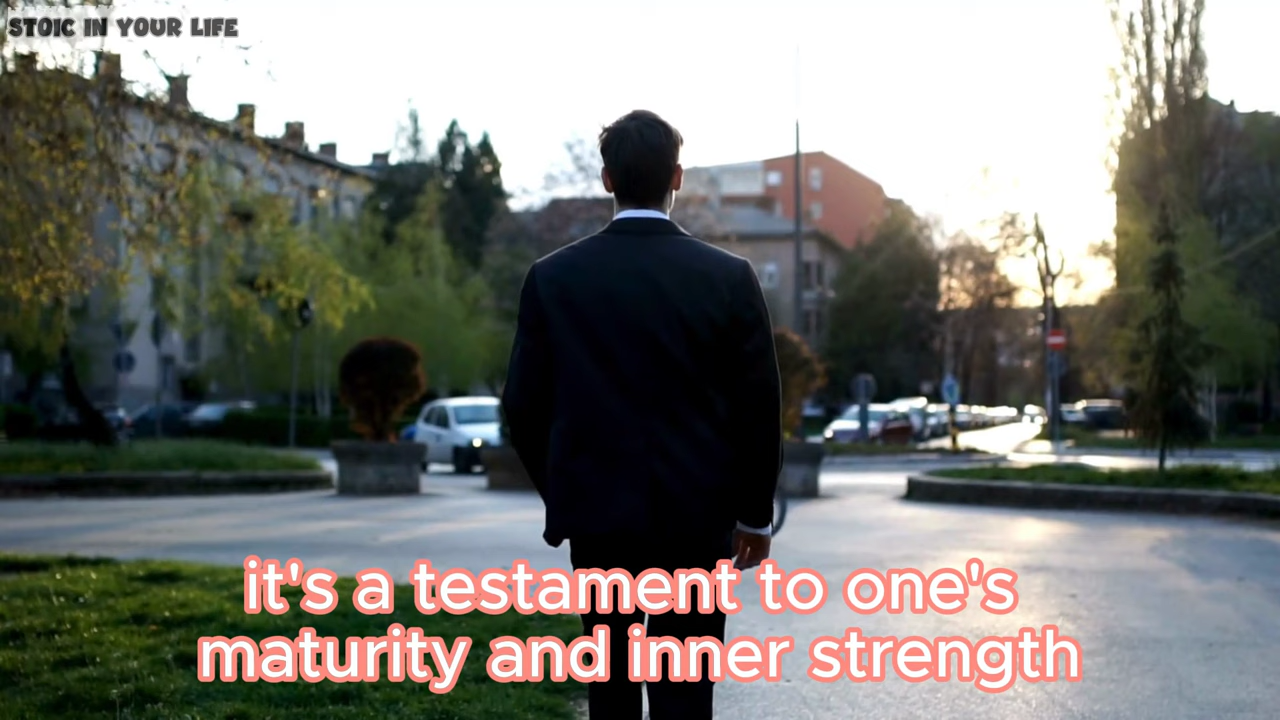 STOIC IN YOUR LIFE
it's a testament to one's
maturity and inner strength